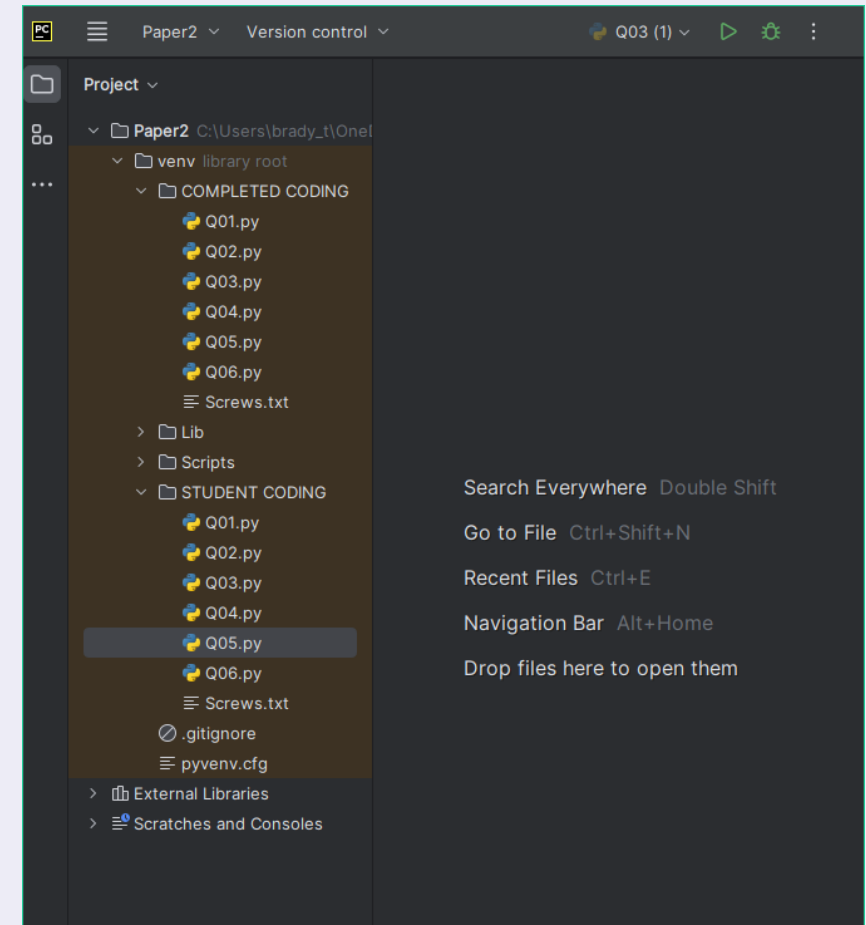 PC Paper2 Version control Q03 (1)
Project
Paper2 C:\Users\brady_t\OneD
venv library root
COMPLETED CODING
Q01.py
Q02.py
Q03.py
Q04.py
Q05.py
Q06.py
Screws.txt
Lib
Scripts
STUDENT CODING
Q01.py
Q02.py
Q03.py
Q04.py
Q05.py
Q06.py
Screws.txt
.gitignore
pyvenv.cfg
External Libraries
Scratches and Consoles
Search Everywhere Double Shift
Go to File Ctrl+Shift+N
Recent Files Ctrl+E
Navigation Bar Alt+Home
Drop files here to open them